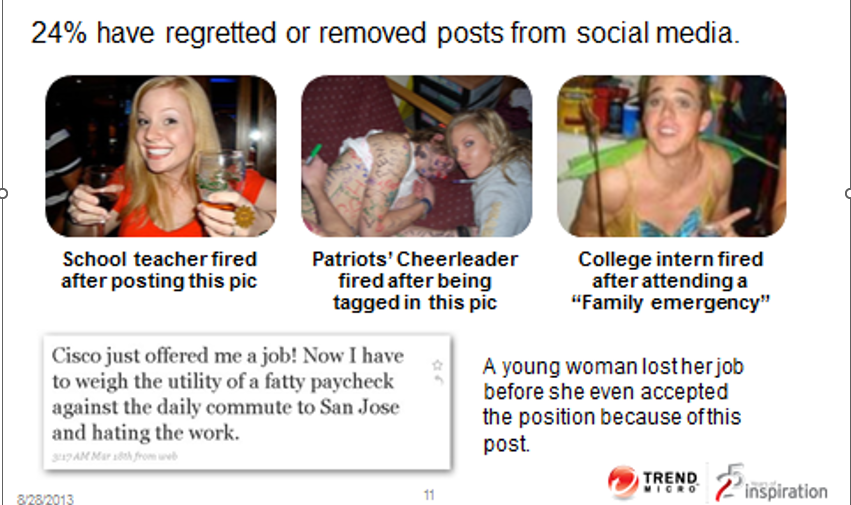 24% have regretted or removed posts from social media.
School teacher fired
after posting this pic
Patriots' Cheerleader
fired after being
tagged in this pic
College intern fired
after attending a
“Family emergency”
Cisco just offered me a job! Now I have
to weigh the utility of a fatty paycheck
against the daily commute to San Jose
and hating the work.
3:17 AM Mar 18th from web
A young woman lost her job
before she even accepted
the position because of this
post.
8/28/2013
11
TREND
MICRO
25
inspiration